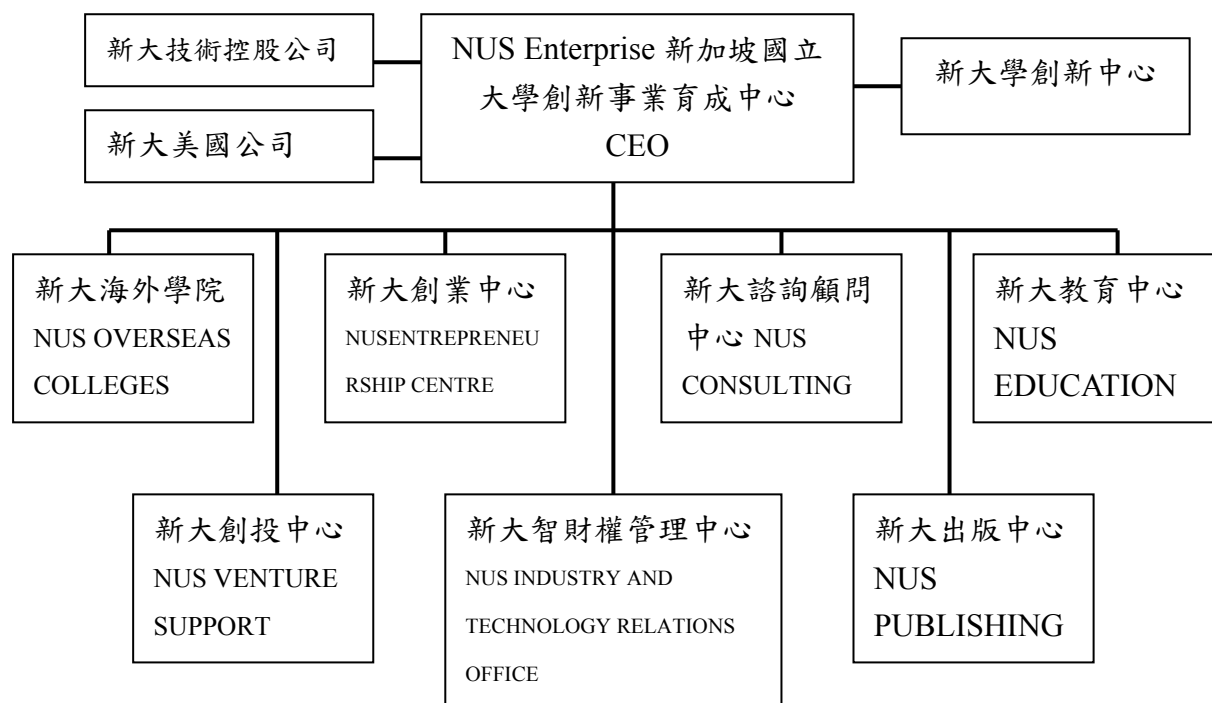 新大技術控股公司
新大美國公司
NUS Enterprise 新加坡國立
大學創新事業育成中心
CEO
新大學創新中心
新大海外學院
NUS OVERSEAS
COLLEGES
新大創業中心
NUSENTREPRENEU
RSHIP CENTRE
新大諮詢顧問
中心 NUS
CONSULTING
新大教育中心
NUS
EDUCATION
新大創投中心
NUS VENTURE
SUPPORT
新大智財權管理中心
NUS INDUSTRY AND
TECHNOLOGY RELATIONS
OFFICE
新大出版中心
NUS
PUBLISHING